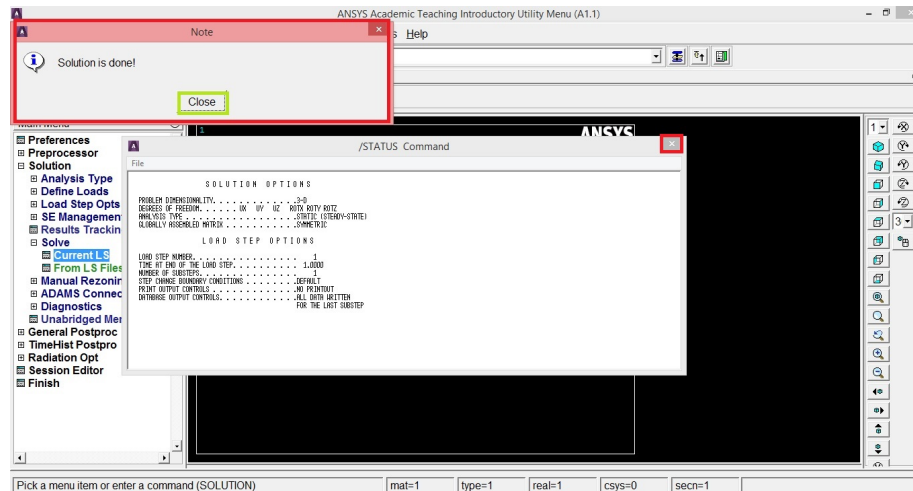 ANSYS Academic Teaching Introductory Utility Menu (A1.1)
Note
Help
Solution is done!
Close
1
ANSYS
Preferences
Preprocessor
Solution
Analysis Type
Define Loads
Load Step Opts
SE Managemen
Results Trackin
Solve
Current LS
From LS Files
Manual Rezonin
ADAMS Connec
Diagnostics
Unabridged Mer
General Postproc
TimeHist Postpro
Radiation Opt
Session Editor
Finish
/STATUS Command
File
SOLUTION OPTIONS
PROBLEM DIMENSIONALITY. . . . . . . . . . . . .3-D
DEGREES OF FREEDOM. . . . . . UX UY UZ ROTX ROTY ROTZ
ANALYSIS TYPE . . . . . . . . . . . . . . . . .STATIC (STEADY-STATE)
GLOBALLY ASSEMBLED MATRIX . . . . . . . . . . .SYMMETRIC
LOAD STEP OPTIONS
LOAD STEP NUMBER. . . . . . . . . . . . . . . . 1
TIME AT END OF THE LOAD STEP. . . . . . . . . . 1.0000
NUMBER OF SUBSTEPS. . . . . . . . . . . . . . . 1
STEP CHANGE BOUNDARY CONDITIONS . . . . . . . .DEFAULT
PRINT OUTPUT CONTROLS . . . . . . . . . . . . .NO PRINTOUT
DATABASE OUTPUT CONTROLS. . . . . . . . . . . .ALL DATA WRITTEN
FOR THE LAST SUBSTEP
1
3
Pick a menu item or enter a command (SOLUTION)
mat=1
type=1
real=1
csys=0
secn=1